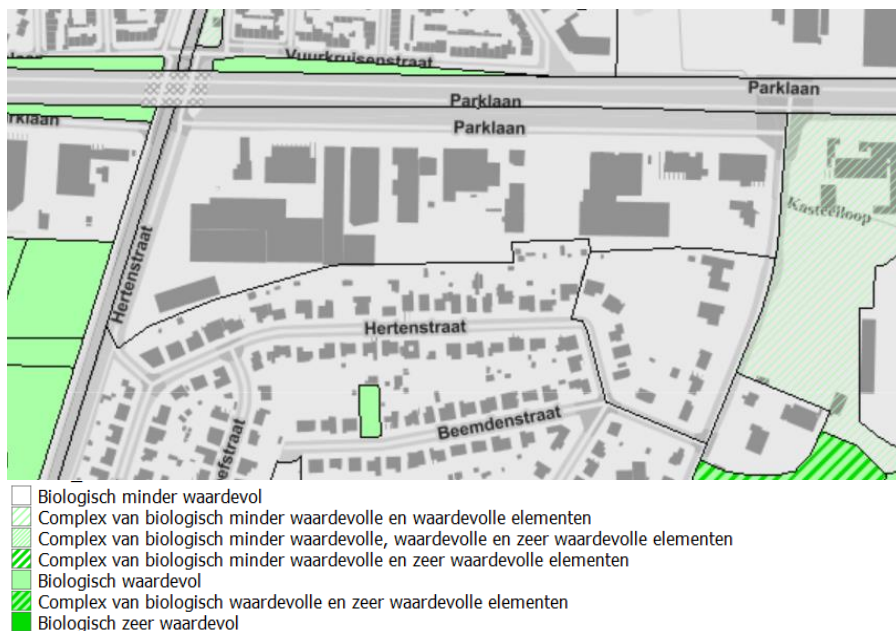 Vuurkruisenstraat
Parklaan
Parklaan
Parklaan
Kasteelloop
Hertenstraat
Hertenstraat
Beemdenstraat
Biologisch minder waardevol
Complex van biologisch minder waardevolle en waardevolle elementen
Complex van biologisch minder waardevolle, waardevolle en zeer waardevolle elementen
Complex van biologisch minder waardevolle en zeer waardevolle elementen
Biologisch waardevol
Complex van biologisch waardevolle en zeer waardevolle elementen
Biologisch zeer waardevol